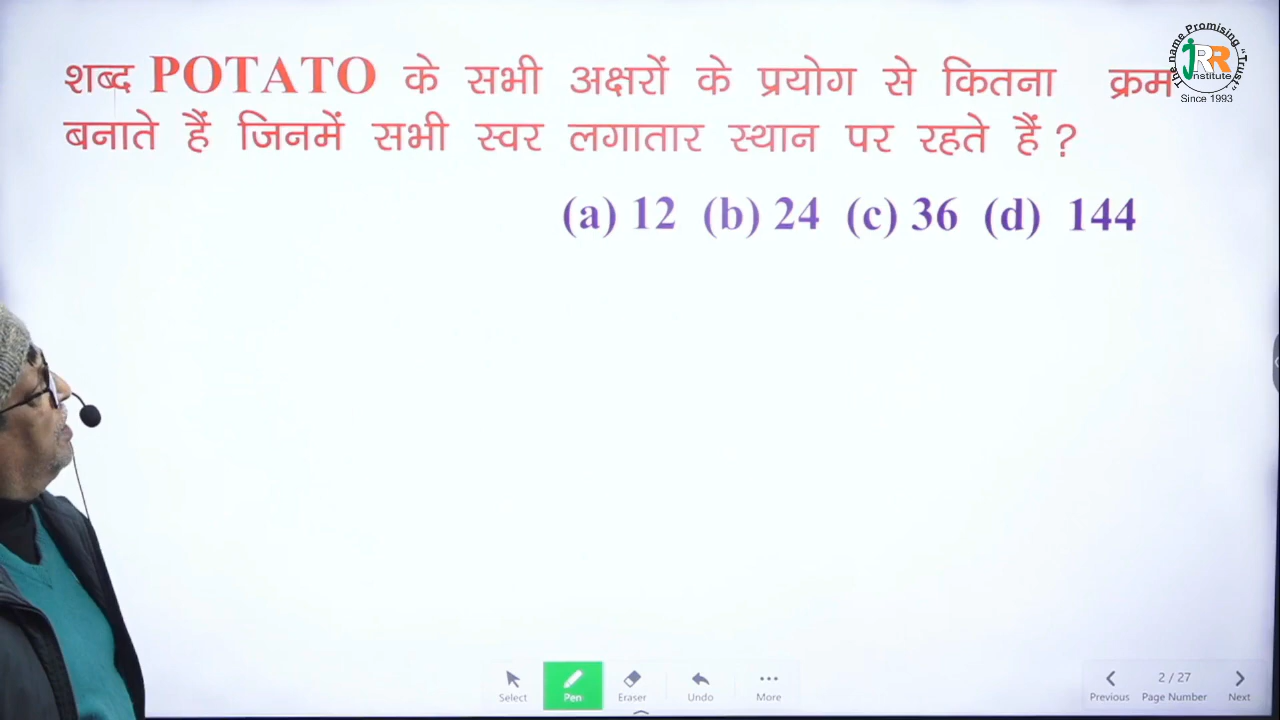 शब्द POTATO के सभी अक्षरों के प्रयोग से कितना क्रम
बनाते हैं जिनमें सभी स्वर लगातार स्थान पर रहते हैं ?
(a) 12 (b) 24 (c) 36 (d) 144
The name Promising "Trust"
RR
institute
Since 1993
Select
Pen
Eraser
Undo
More
Previous
2 / 27
Page Number
Next